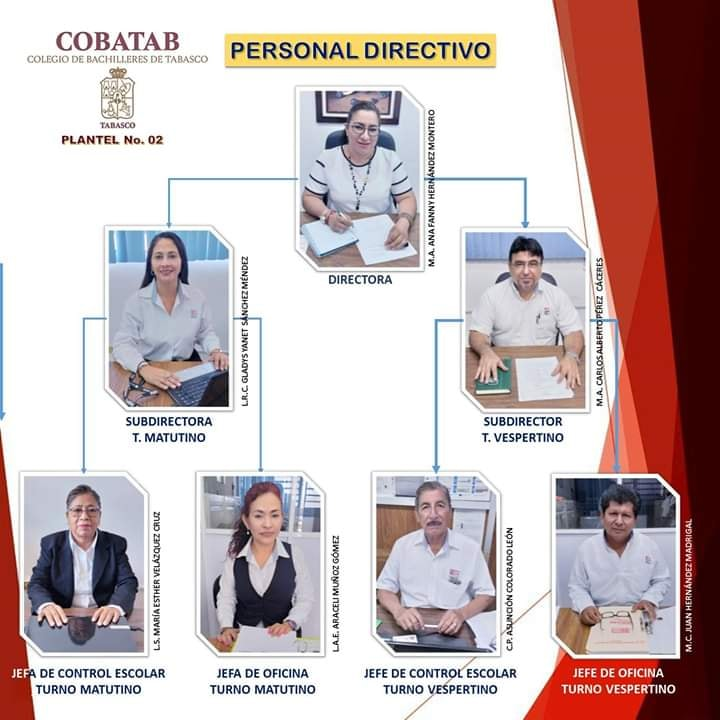 COBATAB
COLEGIO DE BACHILLERES DE TABASCO
TABASCO
PLANTEL No. 02
PERSONAL DIRECTIVO
M.A. ANA FANNY HERNÁNDEZ MONTERO
DIRECTORA
L.R.C. GLADYS YANET SÁNCHEZ MÉNDEZ
SUBDIRECTORA
T. MATUTINO
M.A. CARLOS ALBERTO PÉREZ CÁCERES
SUBDIRECTOR
T. VESPERTINO
L.S. MARÍA ESTHER VELÁZQUEZ CRUZ
JEFA DE CONTROL ESCOLAR
TURNO MATUTINO
L.A.E. ARACELI MUÑOZ GÓMEZ
JEFA DE OFICINA
TURNO MATUTINO
C.P. ASUNCIÓN COLORADO LEÓN
JEFE DE CONTROL ESCOLAR
TURNO VESPERTINO
M.C. JUAN HERNÁNDEZ MADRIGAL
JEFE DE OFICINA
TURNO VESPERTINO